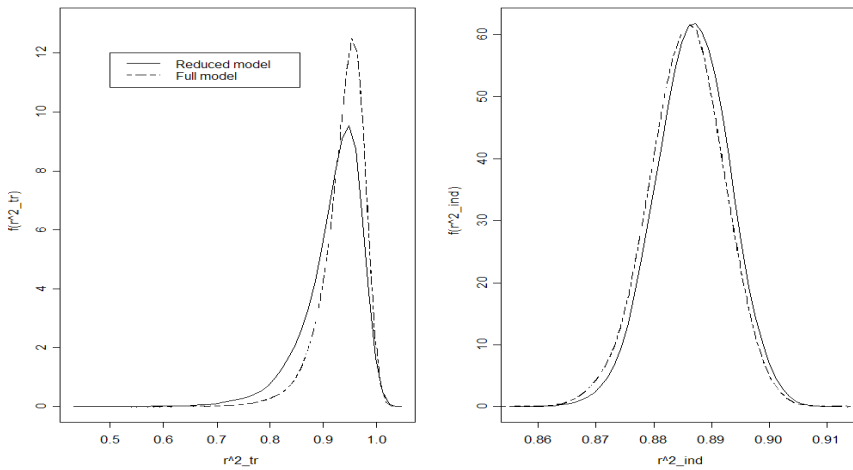 Reduced model
Full model
f(r^2_tr)
0 2 4 6 8 10 12
0.5 0.6 0.7 0.8 0.9 1.0
r^2_tr
f(r^2_ind)
0 10 20 30 40 50 60
0.86 0.87 0.88 0.89 0.90 0.91
r^2_ind